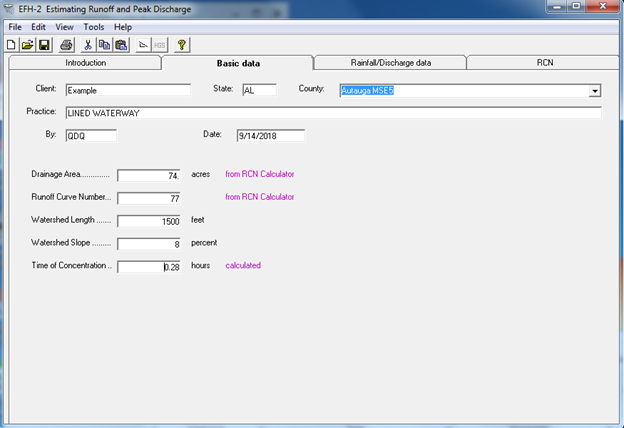 EFH-2 Estimating Runoff and Peak Discharge
File Edit View Tools Help
Introduction Basic data Rainfall/Discharge data RCN
Client: Example State: AL County: Autauga MSE5
Practice: LINED WATERWAY
By: QDQ Date: 9/14/2018
Drainage Area.............. 74. acres from RCN Calculator
Runoff Curve Number... 77 from RCN Calculator
Watershed Length ....... 1500 feet
Watershed Slope ......... 8 percent
Time of Concentration .. 0.28 hours calculated